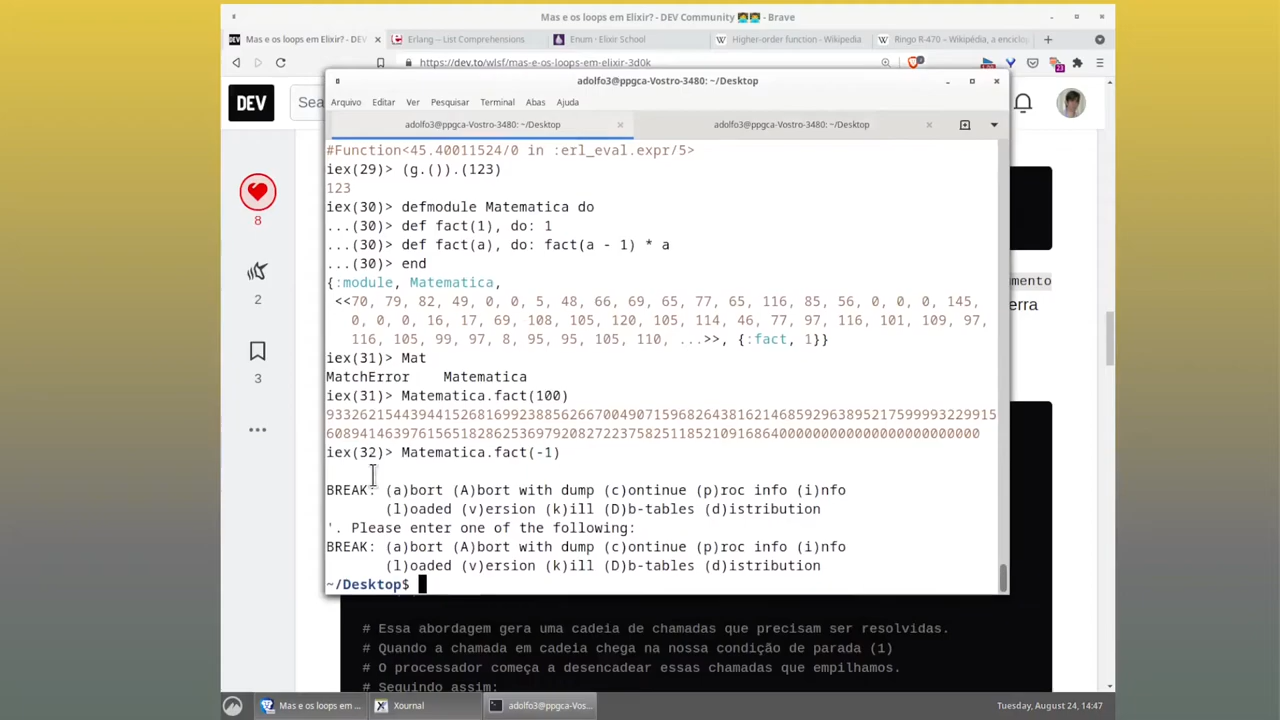 Mas e os loops em Elixir? - DEV Community 👩‍💻👨‍💻 - Brave
Mas e os loops em Elixir? - DEV
Erlang -- List Comprehensions
Enum · Elixir School
Higher-order function - Wikipedia
Ringo R-470 – Wikipédia, a enciclop
https://dev.to/wlsf/mas-e-os-loops-em-elixir-3d0k
23
DEV
Sea
adolfo3@ppgca-Vostro-3480: ~/Desktop
Arquivo Editar Ver Pesquisar Terminal Abas Ajuda
adolfo3@ppgca-Vostro-3480: ~/Desktop
adolfo3@ppgca-Vostro-3480: ~/Desktop
#Function<45.40011524/0 in :erl_eval.expr/5>
iex(29)> (g.()).(123)
123
iex(30)> defmodule Matematica do
...(30)> def fact(1), do: 1
...(30)> def fact(a), do: fact(a - 1) * a
...(30)> end
{:module, Matematica,
<<70, 79, 82, 49, 0, 0, 5, 48, 66, 69, 65, 77, 65, 116, 85, 56, 0, 0, 0, 145,
0, 0, 0, 16, 17, 69, 108, 105, 120, 105, 114, 46, 77, 97, 116, 101, 109, 97,
116, 105, 99, 97, 8, 95, 95, 105, 110, ...>>, {:fact, 1}}
iex(31)> Mat
MatchError Matematica
iex(31)> Matematica.fact(100)
93326215443944152681699238856266700490715968264381621468592963895217599993229915
608941463976156518286253697920827223758251185210916864000000000000000000000000
iex(32)> Matematica.fact(-1)
BREAK: (a)bort (A)bort with dump (c)ontinue (p)roc info (i)nfo
(l)oaded (v)ersion (k)ill (D)b-tables (d)istribution
'. Please enter one of the following:
BREAK: (a)bort (A)bort with dump (c)ontinue (p)roc info (i)nfo
(l)oaded (v)ersion (k)ill (D)b-tables (d)istribution
~/Desktop$
8
2
3
mento
erra
# Essa abordagem gera uma cadeia de chamadas que precisam ser resolvidas.
# Quando a chamada em cadeia chega na nossa condição de parada (1)
# O processador começa a desencadear essas chamadas que empilhamos.
# Seguindo assim:
Mas e os loops em ...
Xournal
adolfo3@ppgca-Vos...
Tuesday, August 24, 14:47